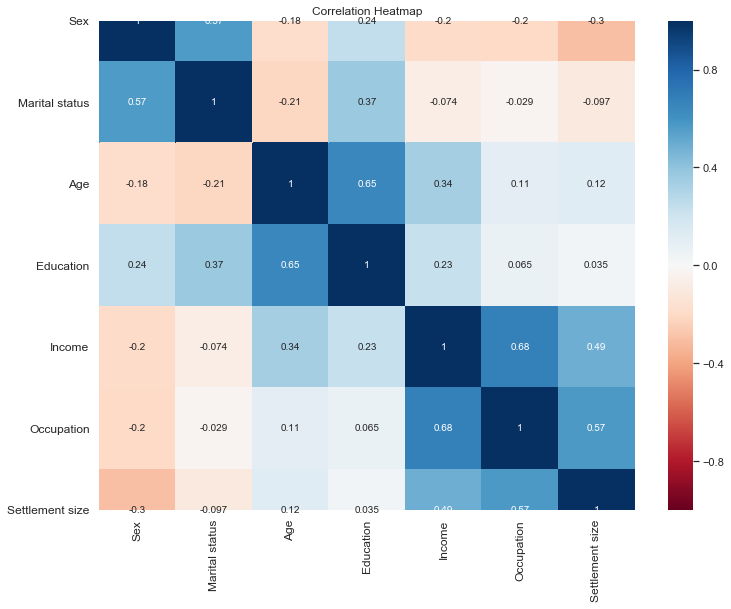 Correlation Heatmap
Sex 1 0.57 -0.18 0.24 -0.2 -0.2 -0.3
Marital status 0.57 1 -0.21 0.37 -0.074 -0.029 -0.097
Age -0.18 -0.21 1 0.65 0.34 0.11 0.12
Education 0.24 0.37 0.65 1 0.23 0.065 0.035
Income -0.2 -0.074 0.34 0.23 1 0.68 0.49
Occupation -0.2 -0.029 0.11 0.065 0.68 1 0.57
Settlement size -0.3 -0.097 0.12 0.035 0.49 0.57 1
Sex
Marital status
Age
Education
Income
Occupation
Settlement size
0.8
0.4
0.0
−0.4
−0.8